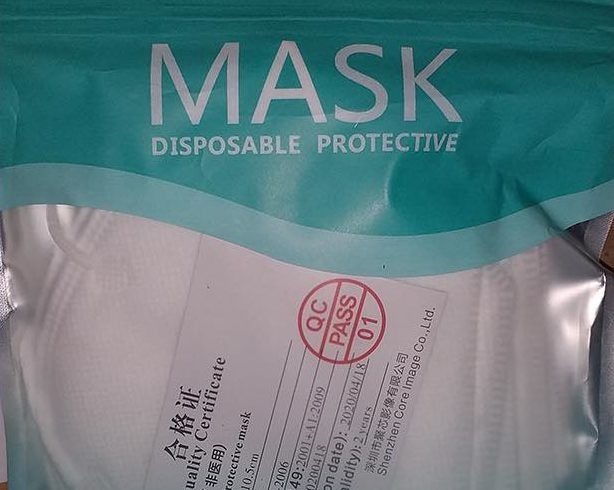 MASK
DISPOSABLE PROTECTIVE
QC
PASS
01
合格证
uality Certificate
非医用)
rotective mask
10.5cm
2006
49:2001+A1:2009
0200418
on date): 2020/04/18
lidity): 2 years
深圳市聚芯影像有限公司
Shenzhen Core Image Co.,Ltd.